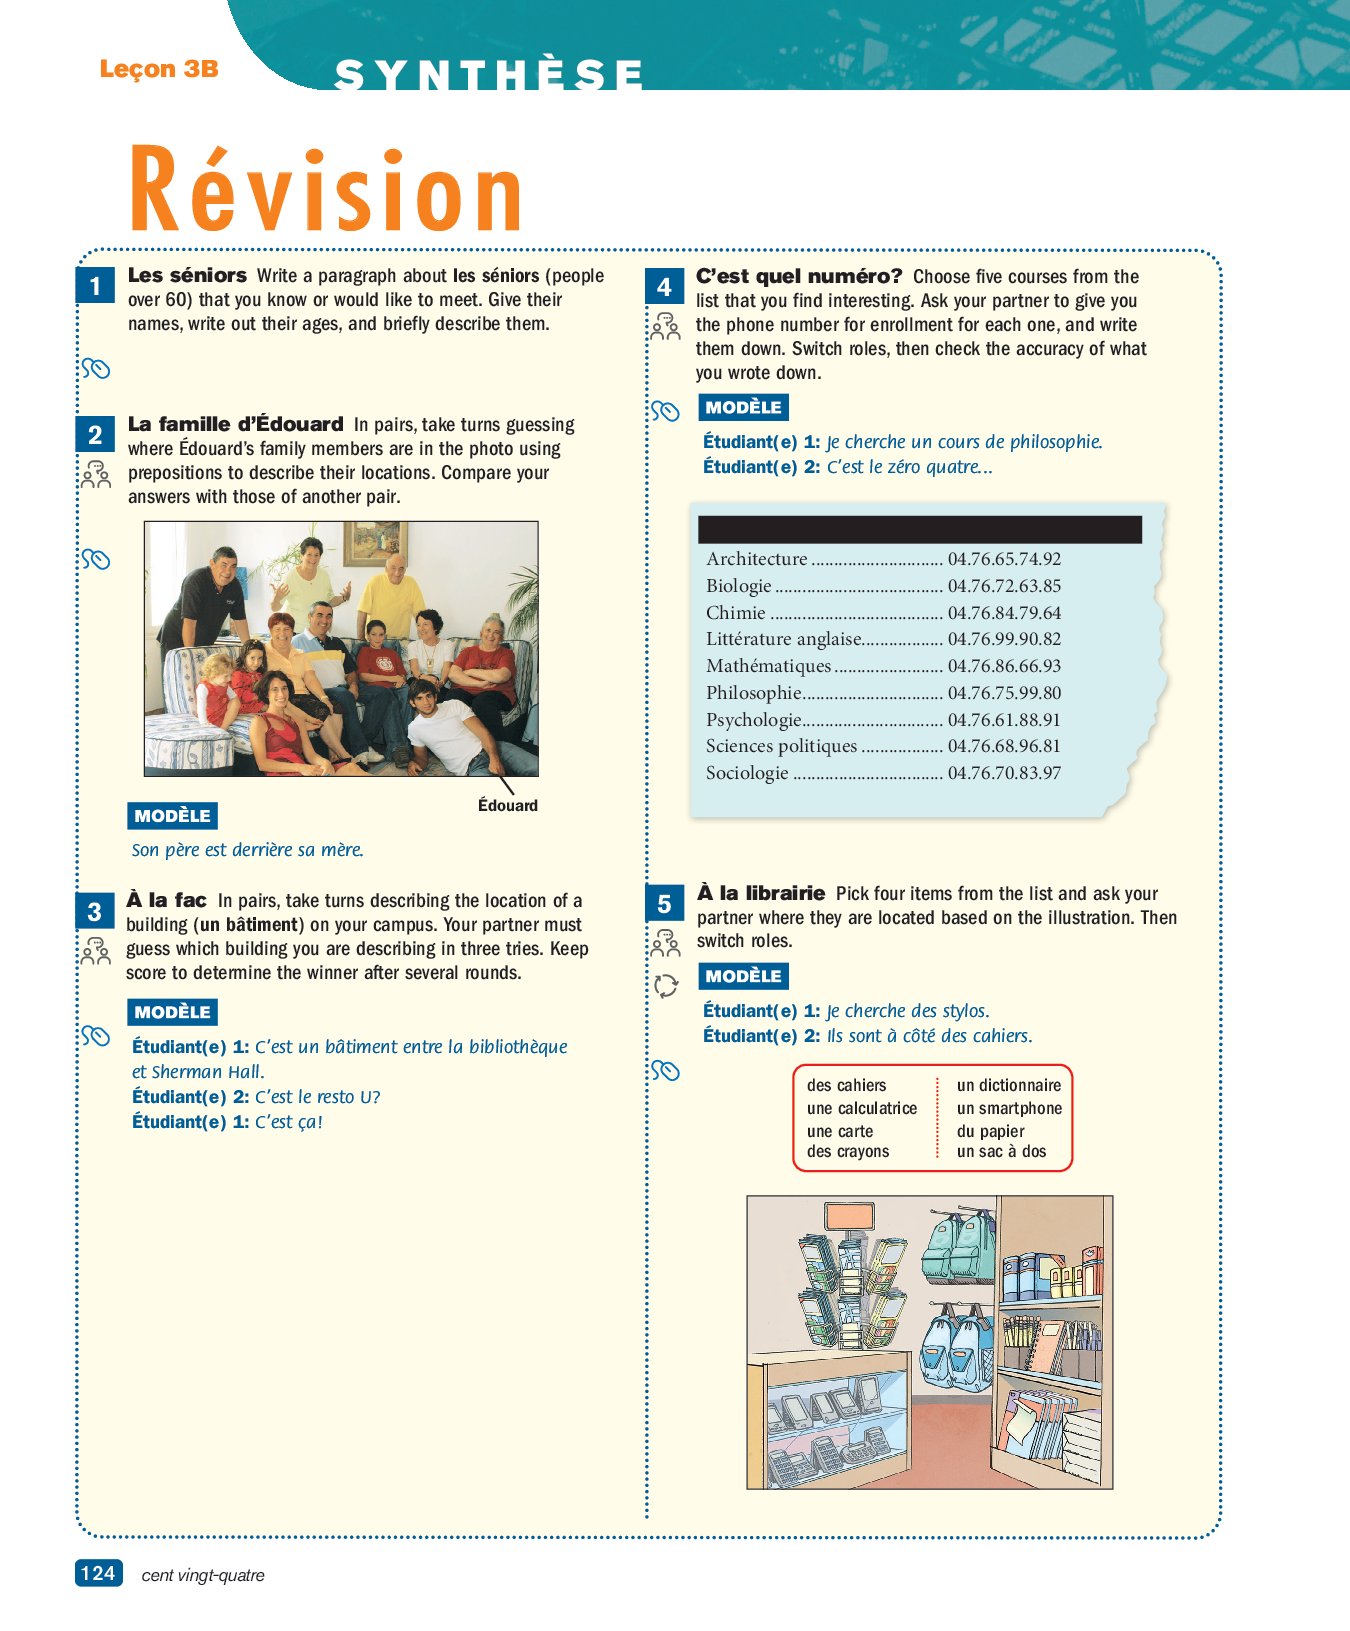 Leçon 3B
SYNTHÈSE
Révision
1
Les séniors Write a paragraph about les séniors (people
over 60) that you know or would like to meet. Give their
names, write out their ages, and briefly describe them.
2
La famille d’Édouard In pairs, take turns guessing
where Édouard’s family members are in the photo using
prepositions to describe their locations. Compare your
answers with those of another pair.
Édouard
MODÈLE
Son père est derrière sa mère.
3
À la fac In pairs, take turns describing the location of a
building (un bâtiment) on your campus. Your partner must
guess which building you are describing in three tries. Keep
score to determine the winner after several rounds.
MODÈLE
Étudiant(e) 1: C’est un bâtiment entre la bibliothèque
et Sherman Hall.
Étudiant(e) 2: C’est le resto U?
Étudiant(e) 1: C’est ça!
4
C’est quel numéro? Choose five courses from the
list that you find interesting. Ask your partner to give you
the phone number for enrollment for each one, and write
them down. Switch roles, then check the accuracy of what
you wrote down.
MODÈLE
Étudiant(e) 1: Je cherche un cours de philosophie.
Étudiant(e) 2: C’est le zéro quatre...
Architecture ............................. 04.76.65.74.92
Biologie ..................................... 04.76.72.63.85
Chimie ...................................... 04.76.84.79.64
Littérature anglaise.................. 04.76.99.90.82
Mathématiques ........................ 04.76.86.66.93
Philosophie............................... 04.76.75.99.80
Psychologie............................... 04.76.61.88.91
Sciences politiques .................. 04.76.68.96.81
Sociologie ................................. 04.76.70.83.97
5
À la librairie Pick four items from the list and ask your
partner where they are located based on the illustration. Then
switch roles.
MODÈLE
Étudiant(e) 1: Je cherche des stylos.
Étudiant(e) 2: Ils sont à côté des cahiers.
des cahiers
une calculatrice
une carte
des crayons
un dictionnaire
un smartphone
du papier
un sac à dos
124
cent vingt-quatre